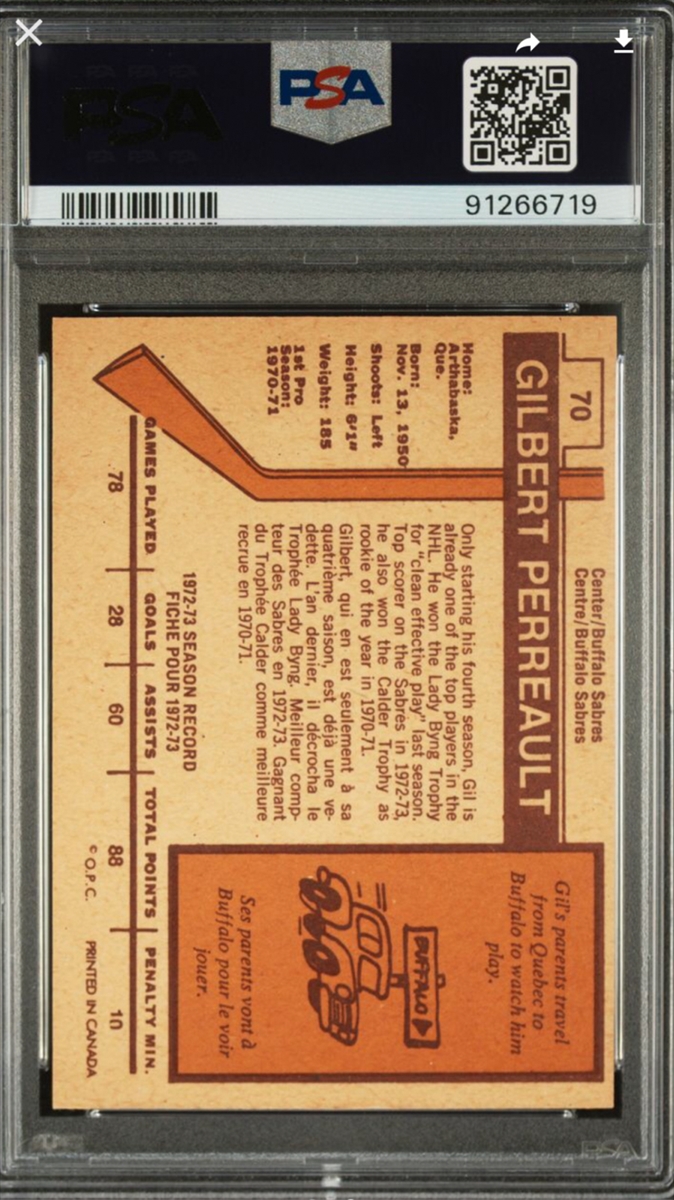 PSA
PSA
91266719
70
Center/Buffalo Sabres
Centre/Buffalo Sabres
GILBERT PERREAULT
Home:
Arthabaska,
Que.
Born:
Nov. 13, 1950
Shoots: Left
Height: 6'1"
Weight: 185
1st Pro
Season:
1970-71
Only starting his fourth season, Gil is
already one of the top players in the
NHL. He won the Lady Byng Trophy
for "clean effective play" last season.
Top scorer on the Sabres in 1972-73,
he also won the Calder Trophy as
rookie of the year in 1970-71.
Gilbert, qui en est seulement à sa
quatrième saison, est déjà une ve-
dette. L'an dernier, il décrocha le
Trophée Lady Byng. Meilleur comp-
teur des Sabres en 1972-73. Gagnant
du Trophée Calder comme meilleure
recrue en 1970-71.
Gil's parents travel
from Quebec to
Buffalo to watch him
play.
BUFFALO
Ses parents vont à
Buffalo pour le voir
jouer.
1972-73 SEASON RECORD
FICHE POUR 1972-73
GAMES PLAYED GOALS ASSISTS TOTAL POINTS PENALTY MIN.
78 28 60 88 10
© O.P.C. PRINTED IN CANADA
PSA